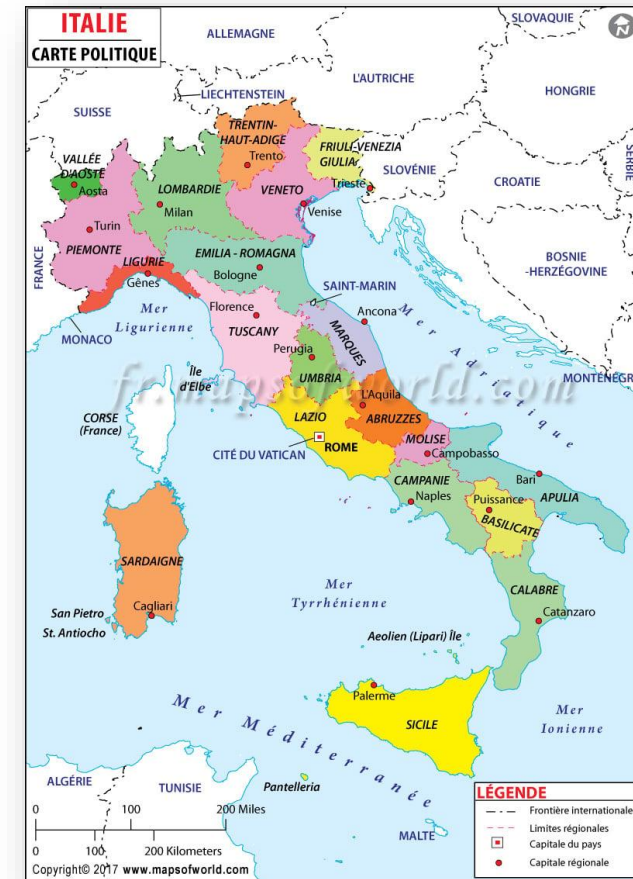 ITALIE
CARTE POLITIQUE
SLOVAQUIE
N
ALLEMAGNE
L'AUTRICHE
HONGRIE
LIECHTENSTEIN
SUISSE
TRENTIN-
HAUT-ADIGE
Trento
FRIULI-VENEZIA
GIULIA
SLOVÉNIE
SERBIE
VALLÉE
D'AOSTE
Aosta
LOMBARDIE
Milan
VENETO
Venise
Trieste
CROATIE
Turin
PIEMONTE
FRANCE
LIGURIE
Gênes
EMILIA - ROMAGNA
Bologne
BOSNIE
-HERZÉGOVINE
SAINT-MARIN
MONACO
Mer
Ligurienne
Florence
TUSCANY
MARQUES
Ancona
Mer Adriatique
Perugia
UMBRIA
MONTÉNÉGR
Île
d'Elbe
fr.mapsofworld.com
CORSE
(France)
LAZIO
L'Aquila
ABRUZZES
CITÉ DU VATICAN
ROME
MOLISE
Campobasso
CAMPANIE
Naples
Bari
APULIA
Puissance
BASILICATE
SARDAIGNE
Cagliari
San Pietro
St. Antiocho
Mer
Tyrrhénienne
CALABRE
Catanzaro
Aeolien (Lipari) Île
Palerme
SICILE
Mer
Ionienne
Mer Méditerranée
ALGÉRIE
TUNISIE
Pantelleria
MALTE
0 100 200 Miles
0 100 200 Kilometers
Copyright© 2017 www.mapsofworld.com
LÉGENDE
Frontière internationale
Limites régionales
Capitale du pays
Capitale régionale